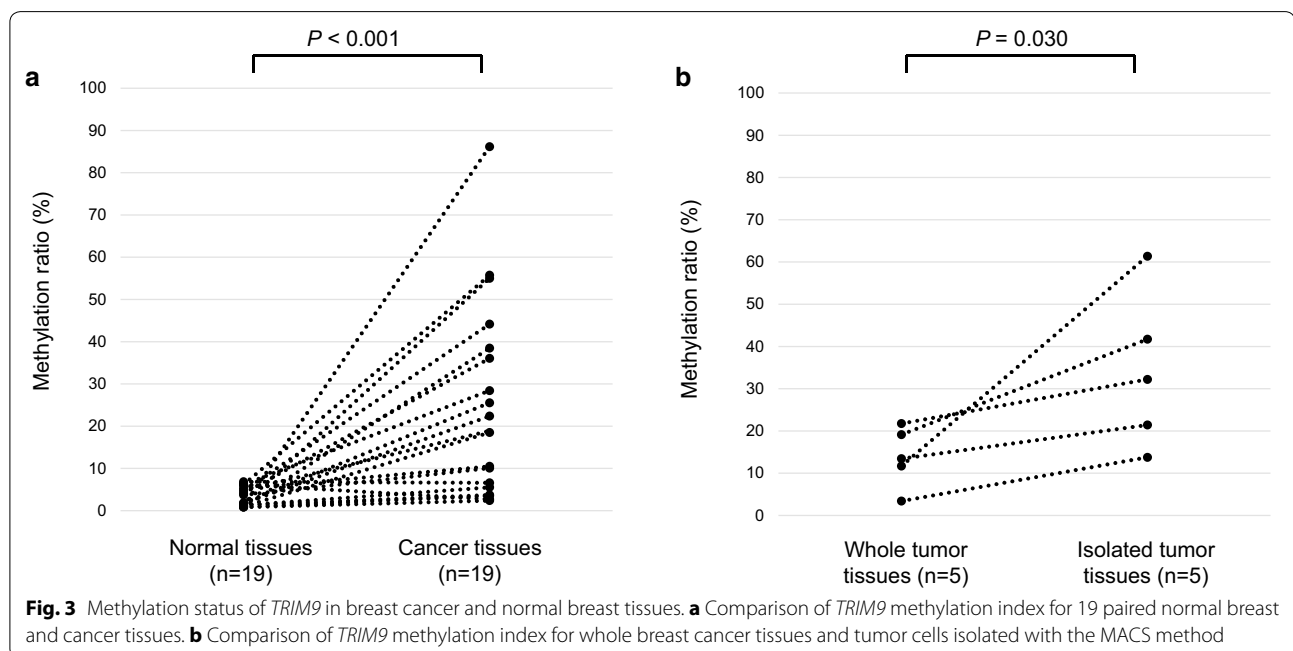 P < 0.001
a
100
90
80
70
60
50
40
30
20
10
0
Methylation ratio (%)
Normal tissues
(n=19)
Cancer tissues
(n=19)
P = 0.030
b
100
90
80
70
60
50
40
30
20
10
0
Methylation ratio (%)
Whole tumor
tissues (n=5)
Isolated tumor
tissues (n=5)
Fig. 3 Methylation status of TRIM9 in breast cancer and normal breast tissues. a Comparison of TRIM9 methylation index for 19 paired normal breast
and cancer tissues. b Comparison of TRIM9 methylation index for whole breast cancer tissues and tumor cells isolated with the MACS method